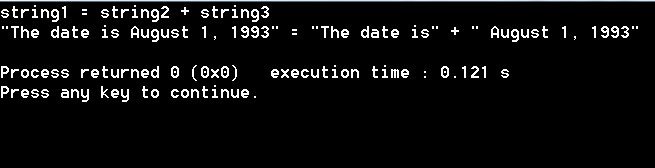 string1 = string2 + string3
"The date is August 1, 1993" = "The date is" + " August 1, 1993"
Process returned 0 (0x0)   execution time : 0.121 s
Press any key to continue.